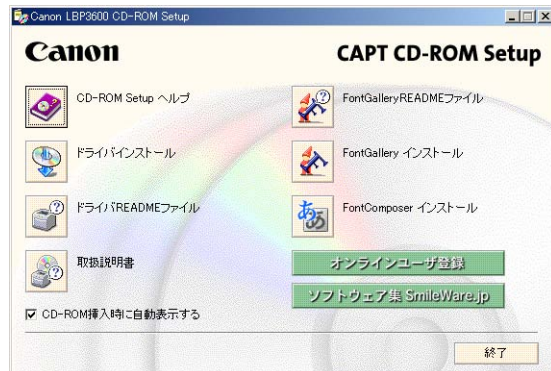 Canon LBP3600 CD-ROM Setup
Canon
CAPT CD-ROM Setup
CD-ROM Setup ヘルプ
ドライバインストール
ドライバREADMEファイル
取扱説明書
FontGalleryREADMEファイル
FontGallery インストール
FontComposer インストール
オンラインユーザ登録
ソフトウェア集 SmileWare.jp
CD-ROM挿入時に自動表示する
終了